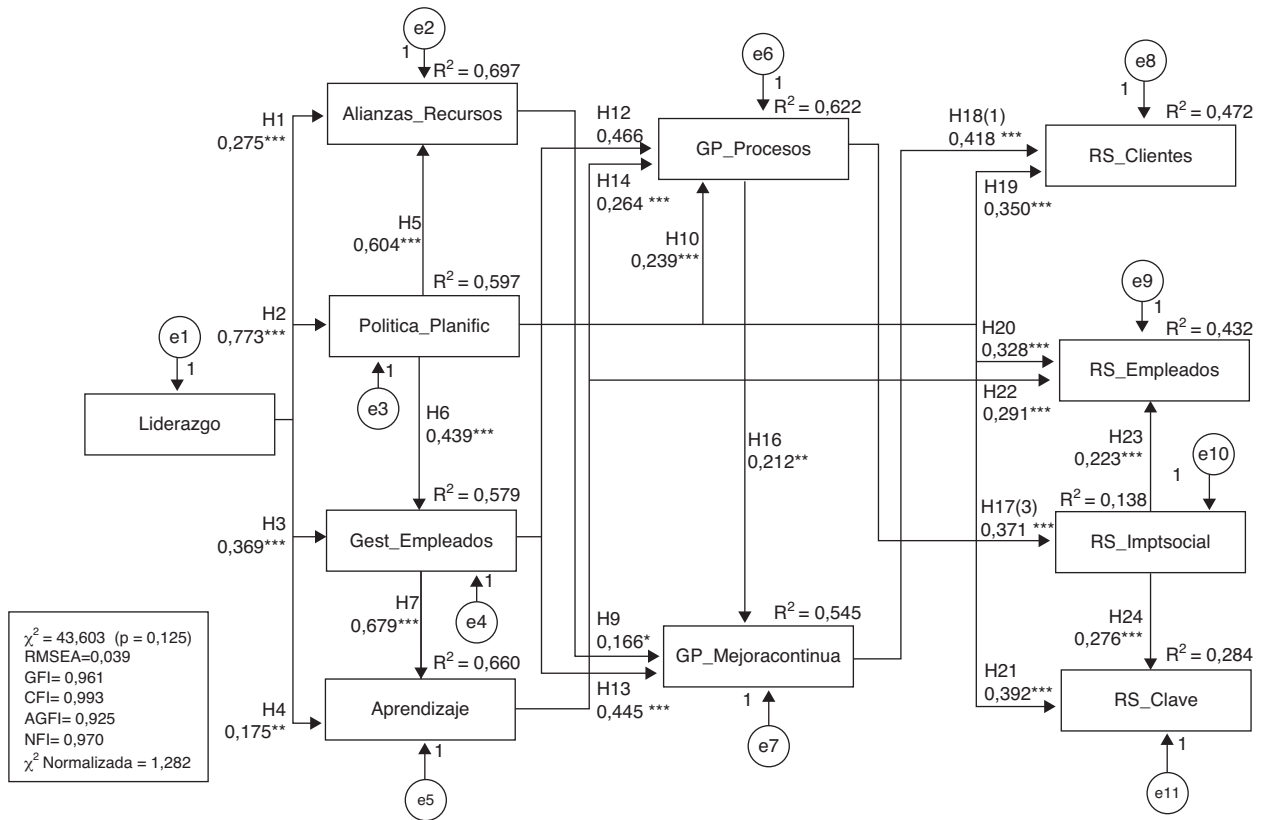 e2
1
R² = 0,697
Alianzas_Recursos
H1
0,275***
H5
0,604***
R² = 0,597
Politica_Planific
H2
0,773***
e1
1
Liderazgo
1
e3
H6
0,439***
R² = 0,579
Gest_Empleados
H3
0,369***
1
e4
H7
0,679***
R² = 0,660
Aprendizaje
H4
0,175**
1
e5
χ² = 43,603 (p = 0,125)
RMSEA=0,039
GFI=0,961
CFI=0,993
AGFI= 0,925
NFI= 0,970
χ² Normalizada = 1,282
e6
1
R² = 0,622
GP_Procesos
H12
0,466
H14
0,264 ***
H10
0,239***
H16
0,212**
R² = 0,545
GP_Mejoracontinua
H9
0,166*
H13
0,445 ***
1
e7
e8
1
R² = 0,472
RS_Clientes
H18(1)
0,418 ***
H19
0,350***
e9
1
R² = 0,432
RS_Empleados
H20
0,328***
H22
0,291***
H23
0,223***
e10
1
R² = 0,138
RS_Imptsocial
H17(3)
0,371 ***
H24
0,276***
R² = 0,284
RS_Clave
H21
0,392***
1
e11